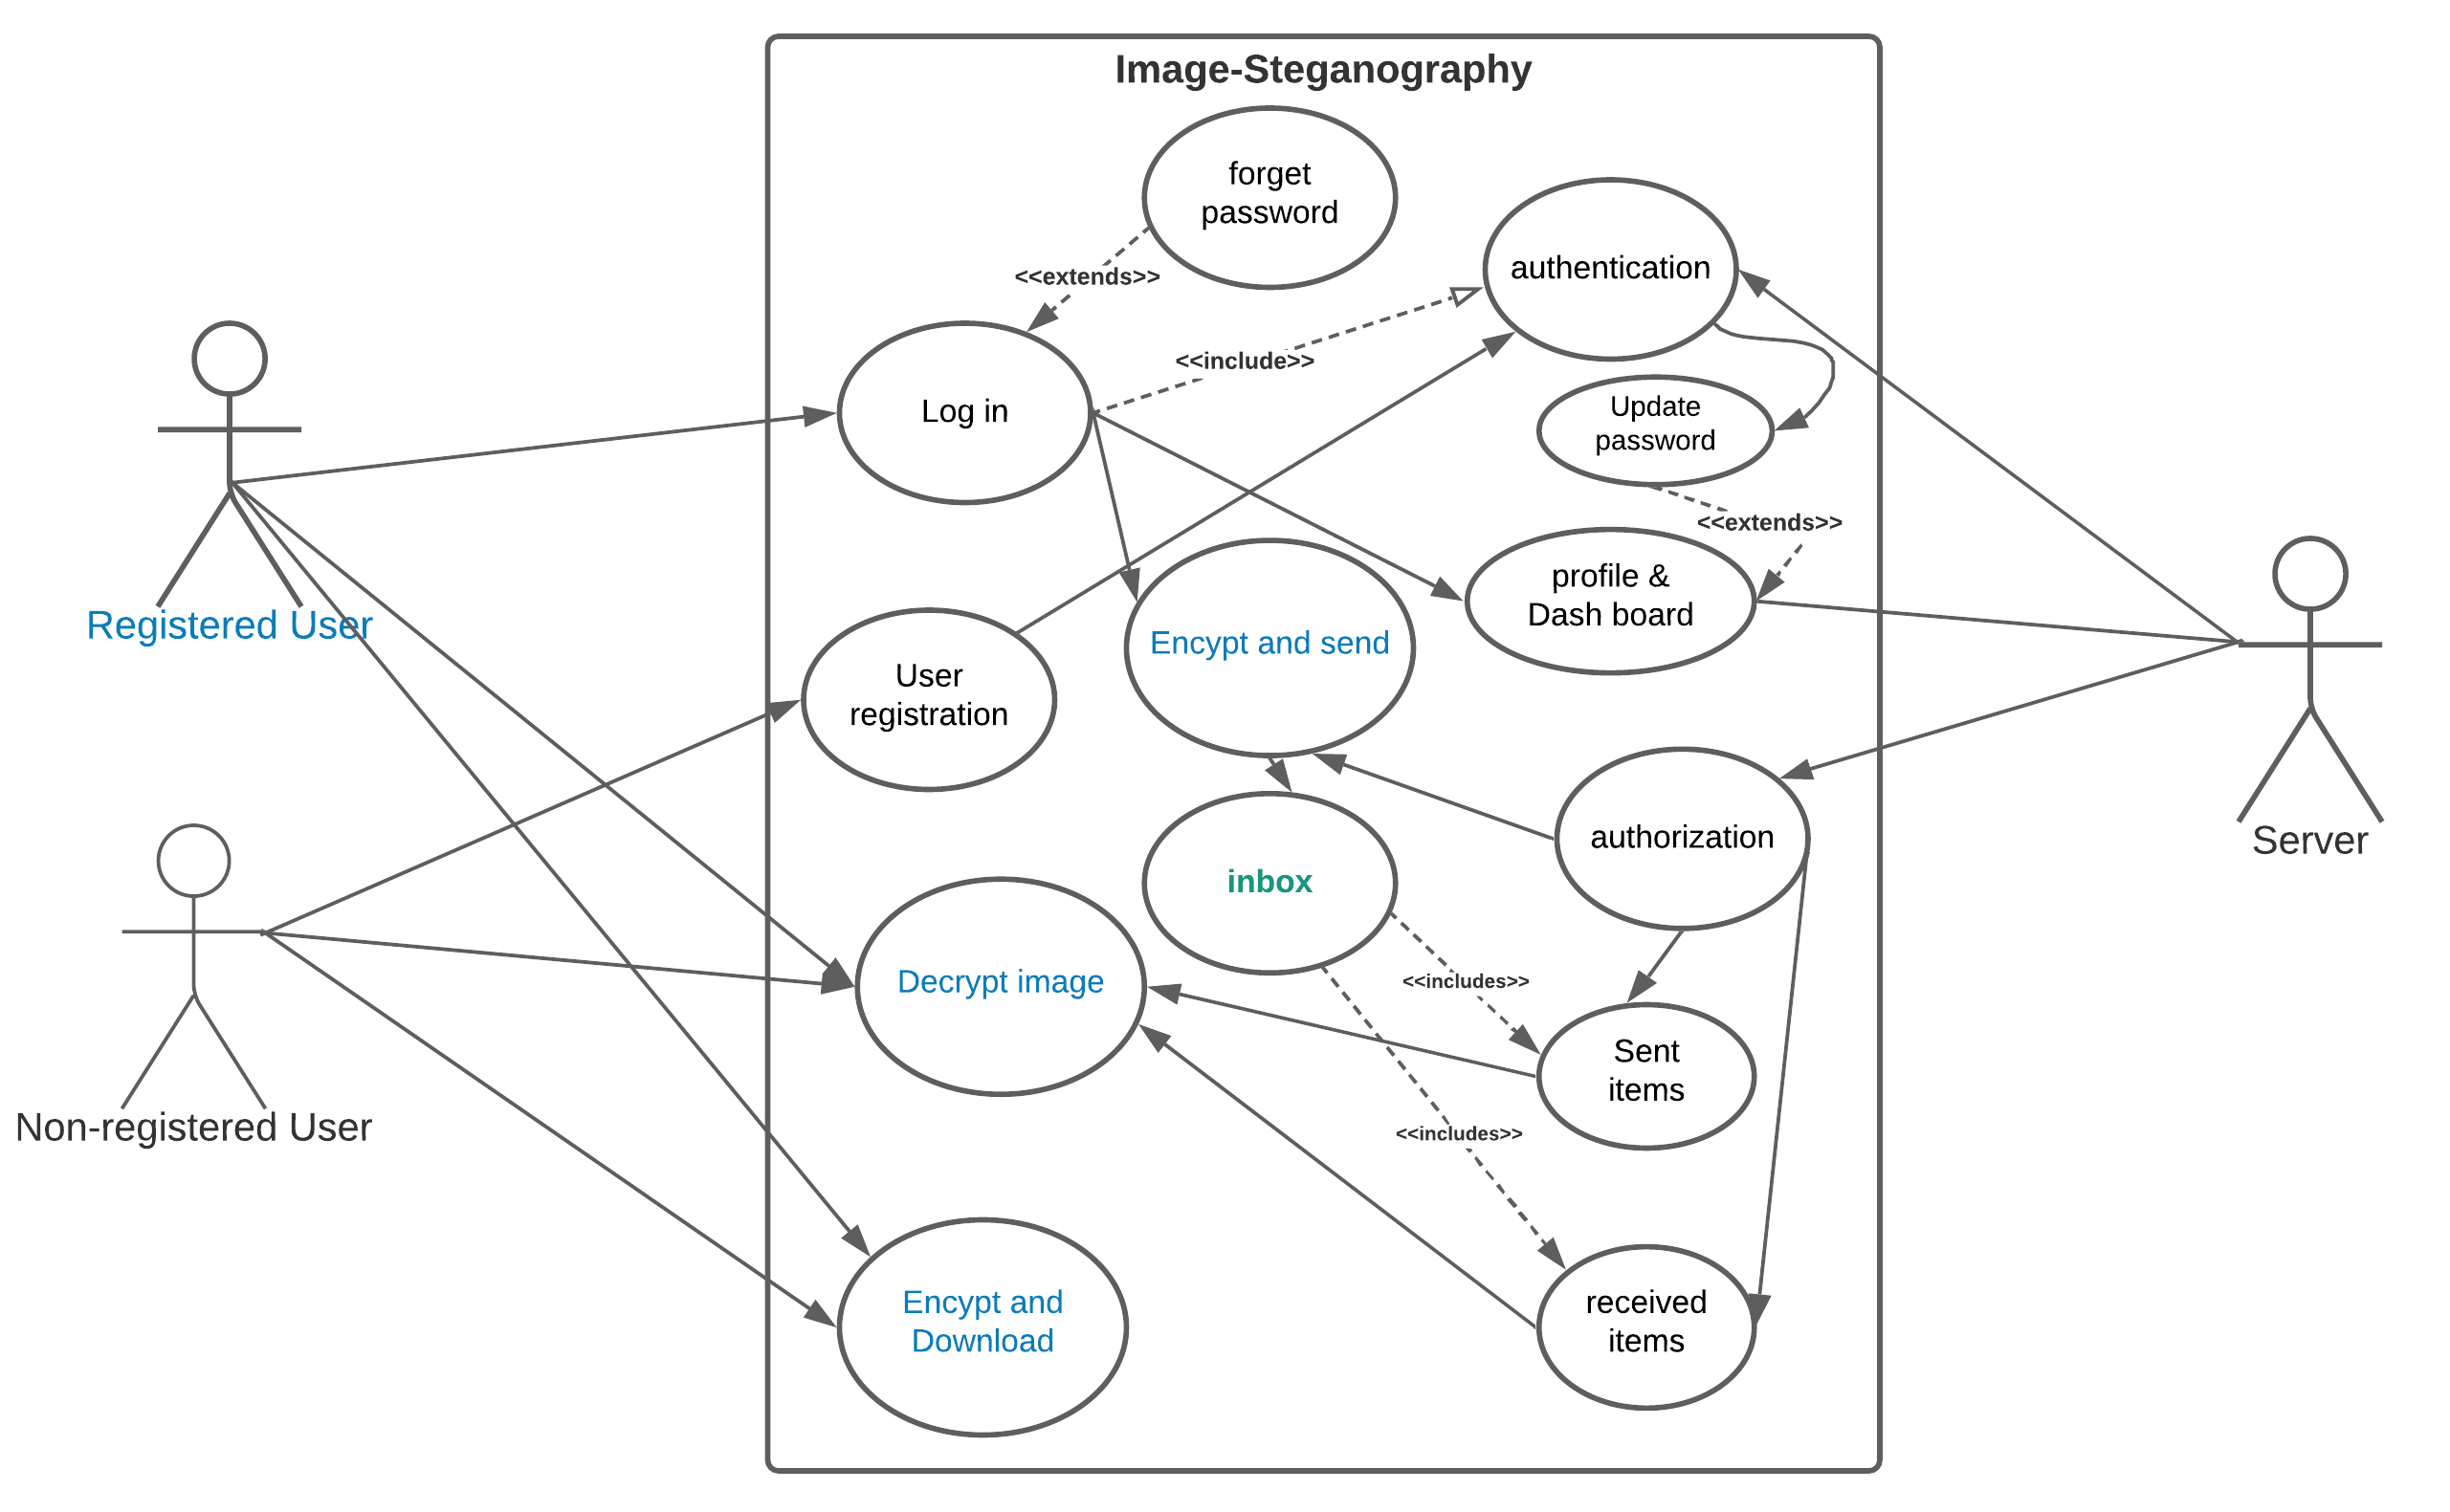 Image-Steganography
forget
password
authentication
<<extends>>
<<include>>
Log in
Update
password
<<extends>>
profile &
Dash board
Registered User
Encypt and send
User
registration
authorization
Server
inbox
Decrypt image
<<includes>>
Sent
items
Non-registered User
<<includes>>
Encypt and
Download
received
items